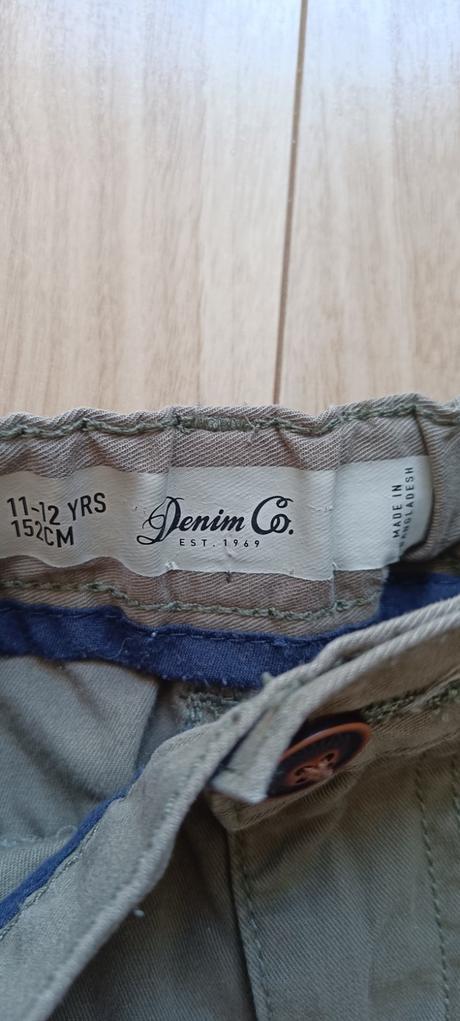 11-12 YRS
152CM
Denim Co.
EST. 1969
MADE IN
BANGLADESH